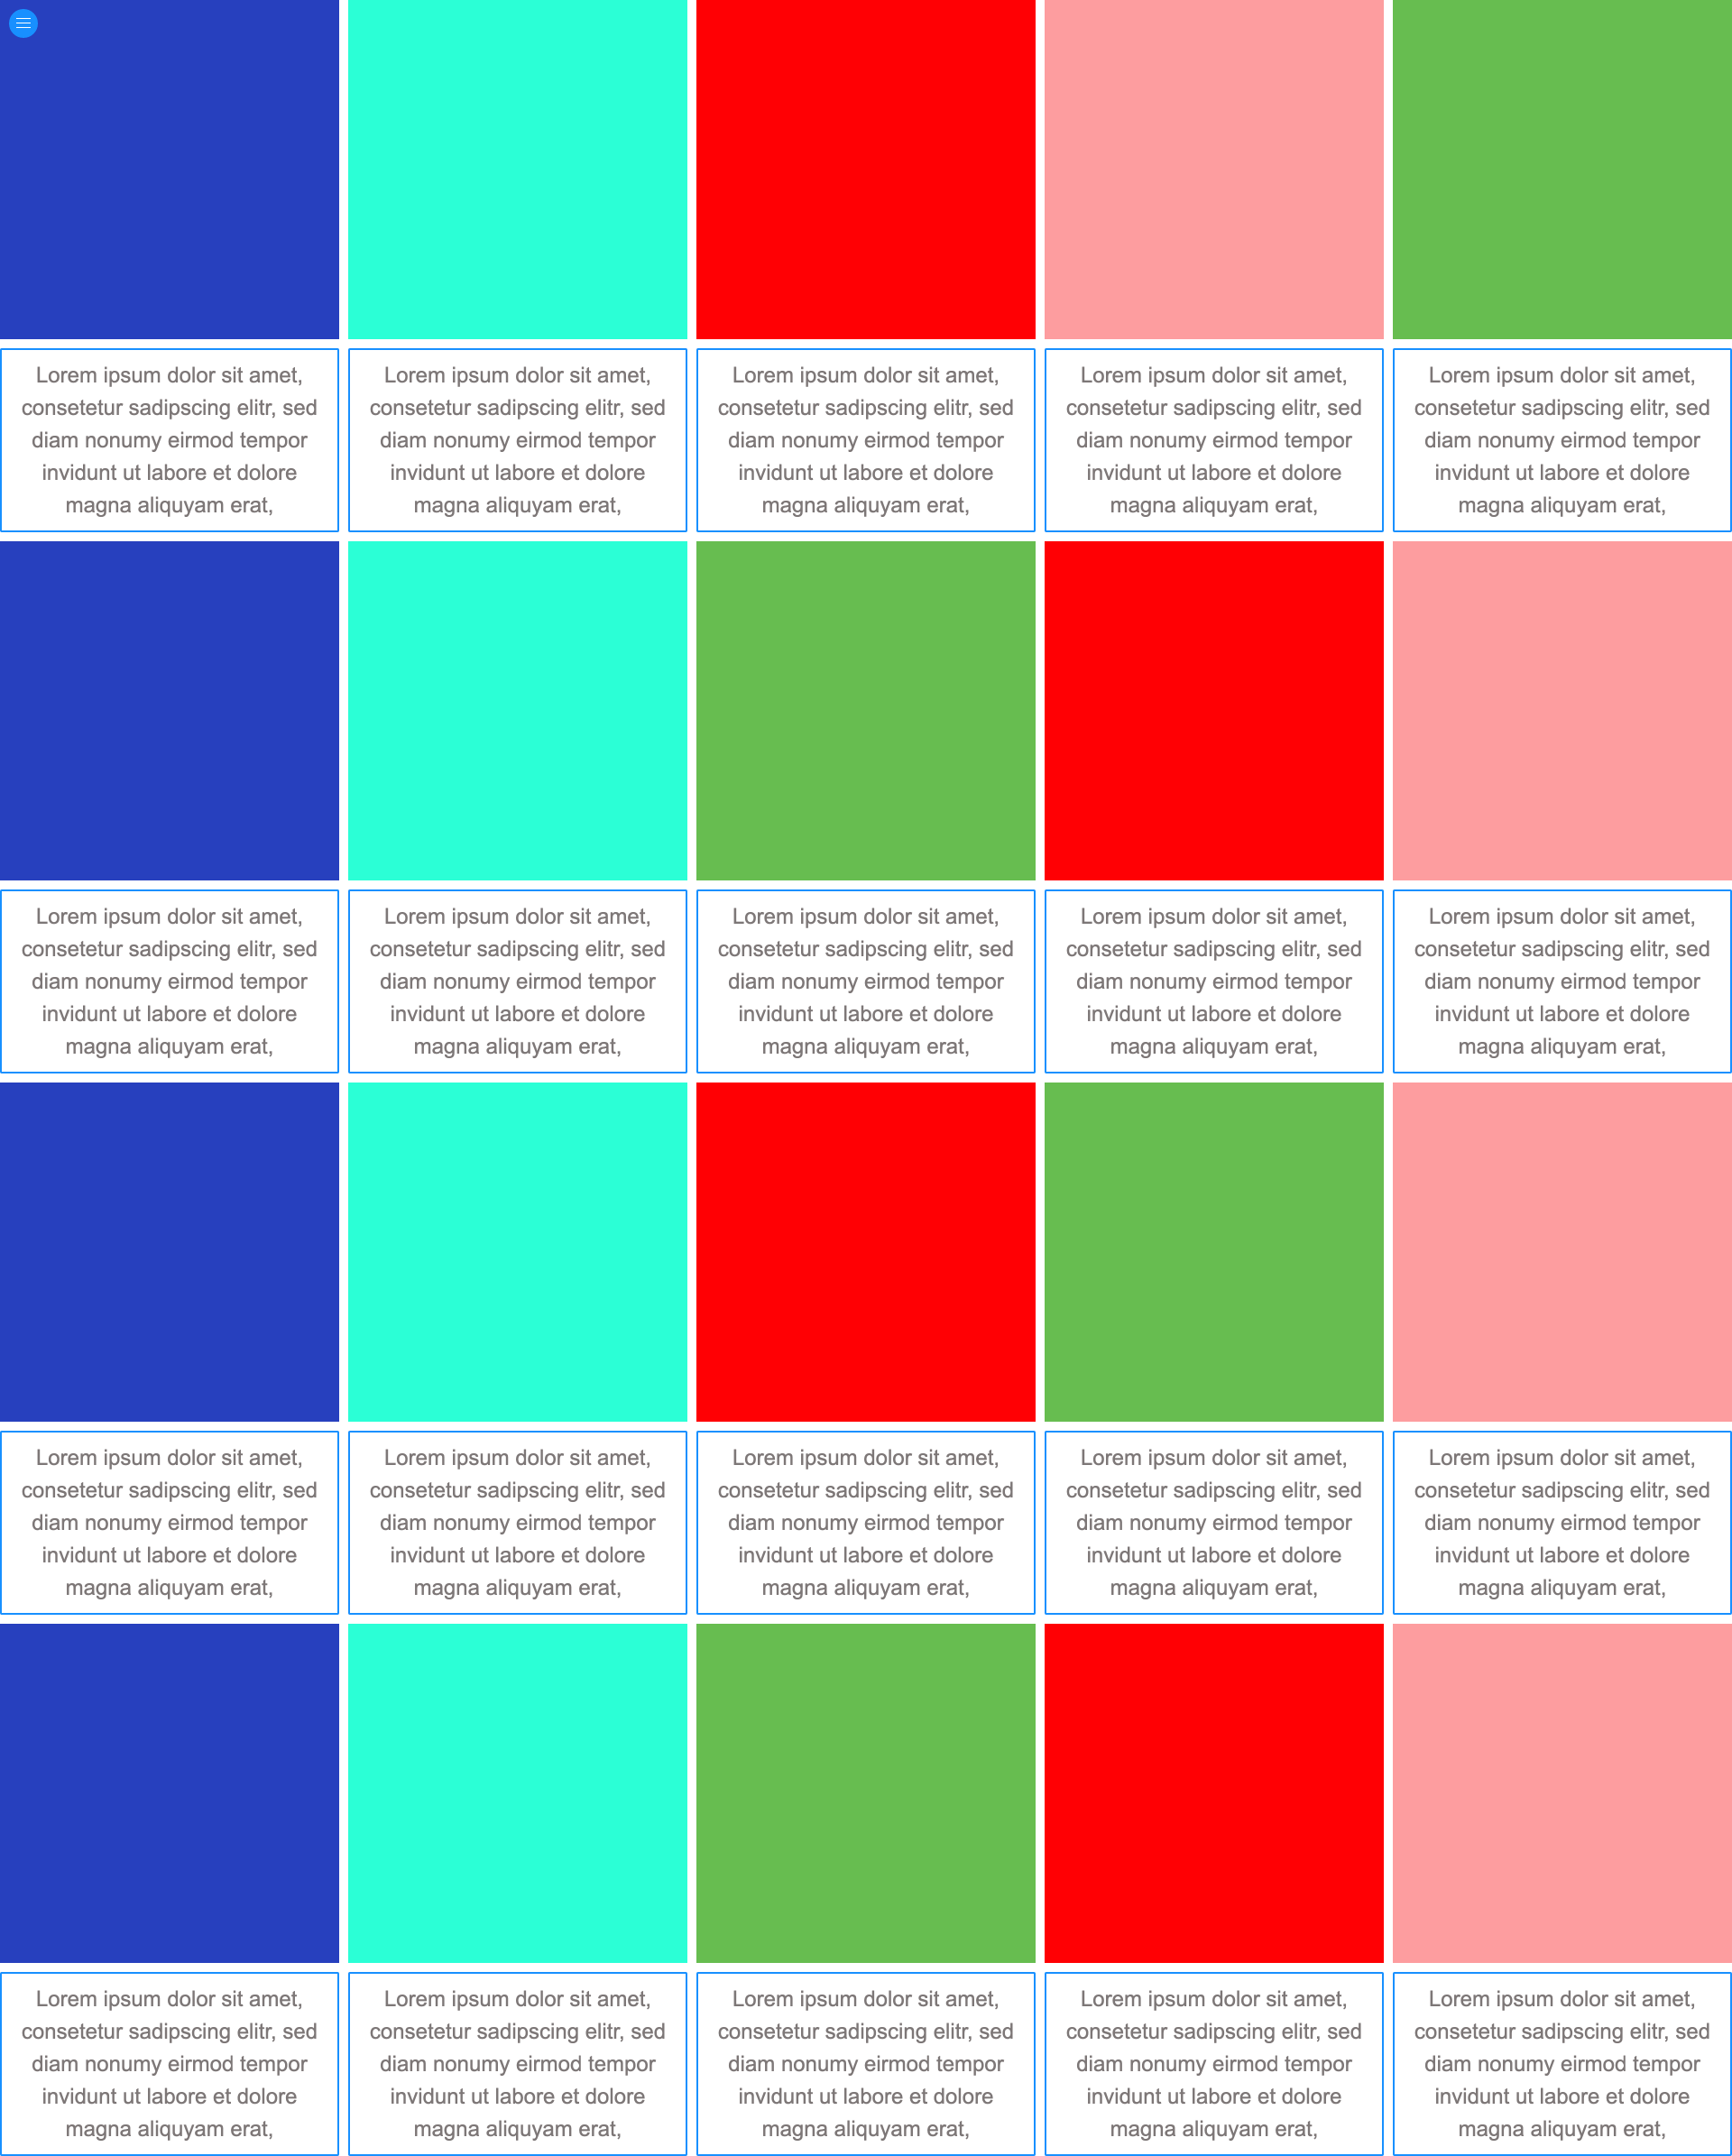 Lorem ipsum dolor sit amet,
consetetur sadipscing elitr, sed
diam nonumy eirmod tempor
invidunt ut labore et dolore
magna aliquyam erat,
Lorem ipsum dolor sit amet,
consetetur sadipscing elitr, sed
diam nonumy eirmod tempor
invidunt ut labore et dolore
magna aliquyam erat,
Lorem ipsum dolor sit amet,
consetetur sadipscing elitr, sed
diam nonumy eirmod tempor
invidunt ut labore et dolore
magna aliquyam erat,
Lorem ipsum dolor sit amet,
consetetur sadipscing elitr, sed
diam nonumy eirmod tempor
invidunt ut labore et dolore
magna aliquyam erat,
Lorem ipsum dolor sit amet,
consetetur sadipscing elitr, sed
diam nonumy eirmod tempor
invidunt ut labore et dolore
magna aliquyam erat,
Lorem ipsum dolor sit amet,
consetetur sadipscing elitr, sed
diam nonumy eirmod tempor
invidunt ut labore et dolore
magna aliquyam erat,
Lorem ipsum dolor sit amet,
consetetur sadipscing elitr, sed
diam nonumy eirmod tempor
invidunt ut labore et dolore
magna aliquyam erat,
Lorem ipsum dolor sit amet,
consetetur sadipscing elitr, sed
diam nonumy eirmod tempor
invidunt ut labore et dolore
magna aliquyam erat,
Lorem ipsum dolor sit amet,
consetetur sadipscing elitr, sed
diam nonumy eirmod tempor
invidunt ut labore et dolore
magna aliquyam erat,
Lorem ipsum dolor sit amet,
consetetur sadipscing elitr, sed
diam nonumy eirmod tempor
invidunt ut labore et dolore
magna aliquyam erat,
Lorem ipsum dolor sit amet,
consetetur sadipscing elitr, sed
diam nonumy eirmod tempor
invidunt ut labore et dolore
magna aliquyam erat,
Lorem ipsum dolor sit amet,
consetetur sadipscing elitr, sed
diam nonumy eirmod tempor
invidunt ut labore et dolore
magna aliquyam erat,
Lorem ipsum dolor sit amet,
consetetur sadipscing elitr, sed
diam nonumy eirmod tempor
invidunt ut labore et dolore
magna aliquyam erat,
Lorem ipsum dolor sit amet,
consetetur sadipscing elitr, sed
diam nonumy eirmod tempor
invidunt ut labore et dolore
magna aliquyam erat,
Lorem ipsum dolor sit amet,
consetetur sadipscing elitr, sed
diam nonumy eirmod tempor
invidunt ut labore et dolore
magna aliquyam erat,
Lorem ipsum dolor sit amet,
consetetur sadipscing elitr, sed
diam nonumy eirmod tempor
invidunt ut labore et dolore
magna aliquyam erat,
Lorem ipsum dolor sit amet,
consetetur sadipscing elitr, sed
diam nonumy eirmod tempor
invidunt ut labore et dolore
magna aliquyam erat,
Lorem ipsum dolor sit amet,
consetetur sadipscing elitr, sed
diam nonumy eirmod tempor
invidunt ut labore et dolore
magna aliquyam erat,
Lorem ipsum dolor sit amet,
consetetur sadipscing elitr, sed
diam nonumy eirmod tempor
invidunt ut labore et dolore
magna aliquyam erat,
Lorem ipsum dolor sit amet,
consetetur sadipscing elitr, sed
diam nonumy eirmod tempor
invidunt ut labore et dolore
magna aliquyam erat,